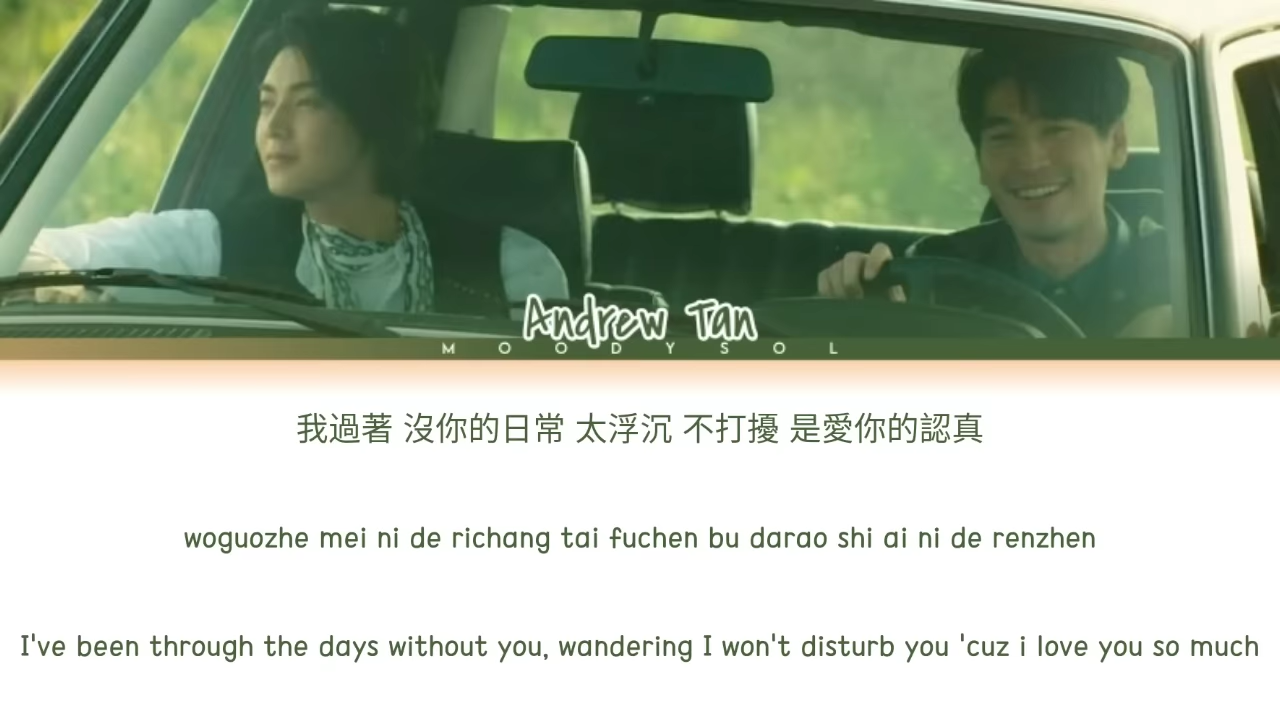 Andrew Tan
MOODYSOL
我過著 沒你的日常 太浮沉 不打擾 是愛你的認真
woguozhe mei ni de richang tai fuchen bu darao shi ai ni de renzhen
I've been through the days without you, wandering I won't disturb you 'cuz i love you so much